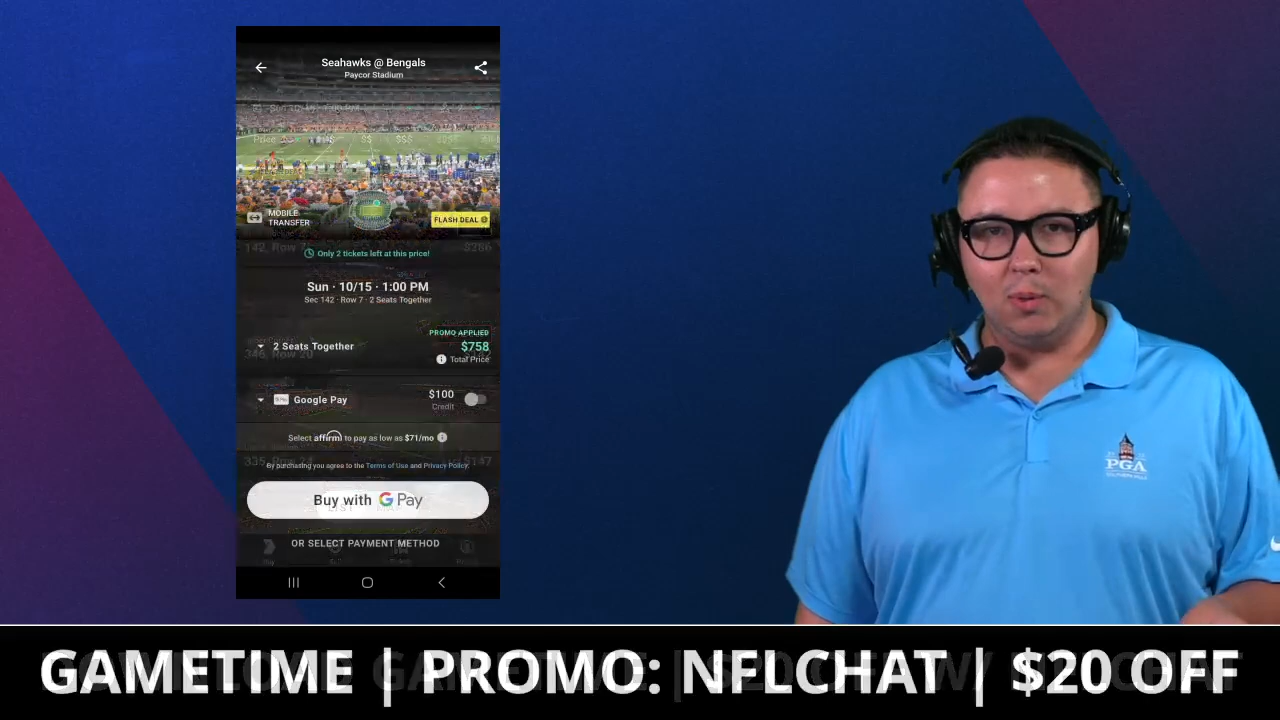 Seahawks @ Bengals
Paycor Stadium
MOBILE
TRANSFER
FLASH DEAL
Only 2 tickets left at this price!
Sun · 10/15 · 1:00 PM
Sec 142 · Row 7 · 2 Seats Together
PROMO APPLIED
2 Seats Together
$758
Total Price
Google Pay
$100
Credit
Select affirm to pay as low as $71/mo
By purchasing you agree to the Terms of Use and Privacy Policy.
Buy with G Pay
OR SELECT PAYMENT METHOD
PGA
GAMETIME | PROMO: NFLCHAT | $20 OFF